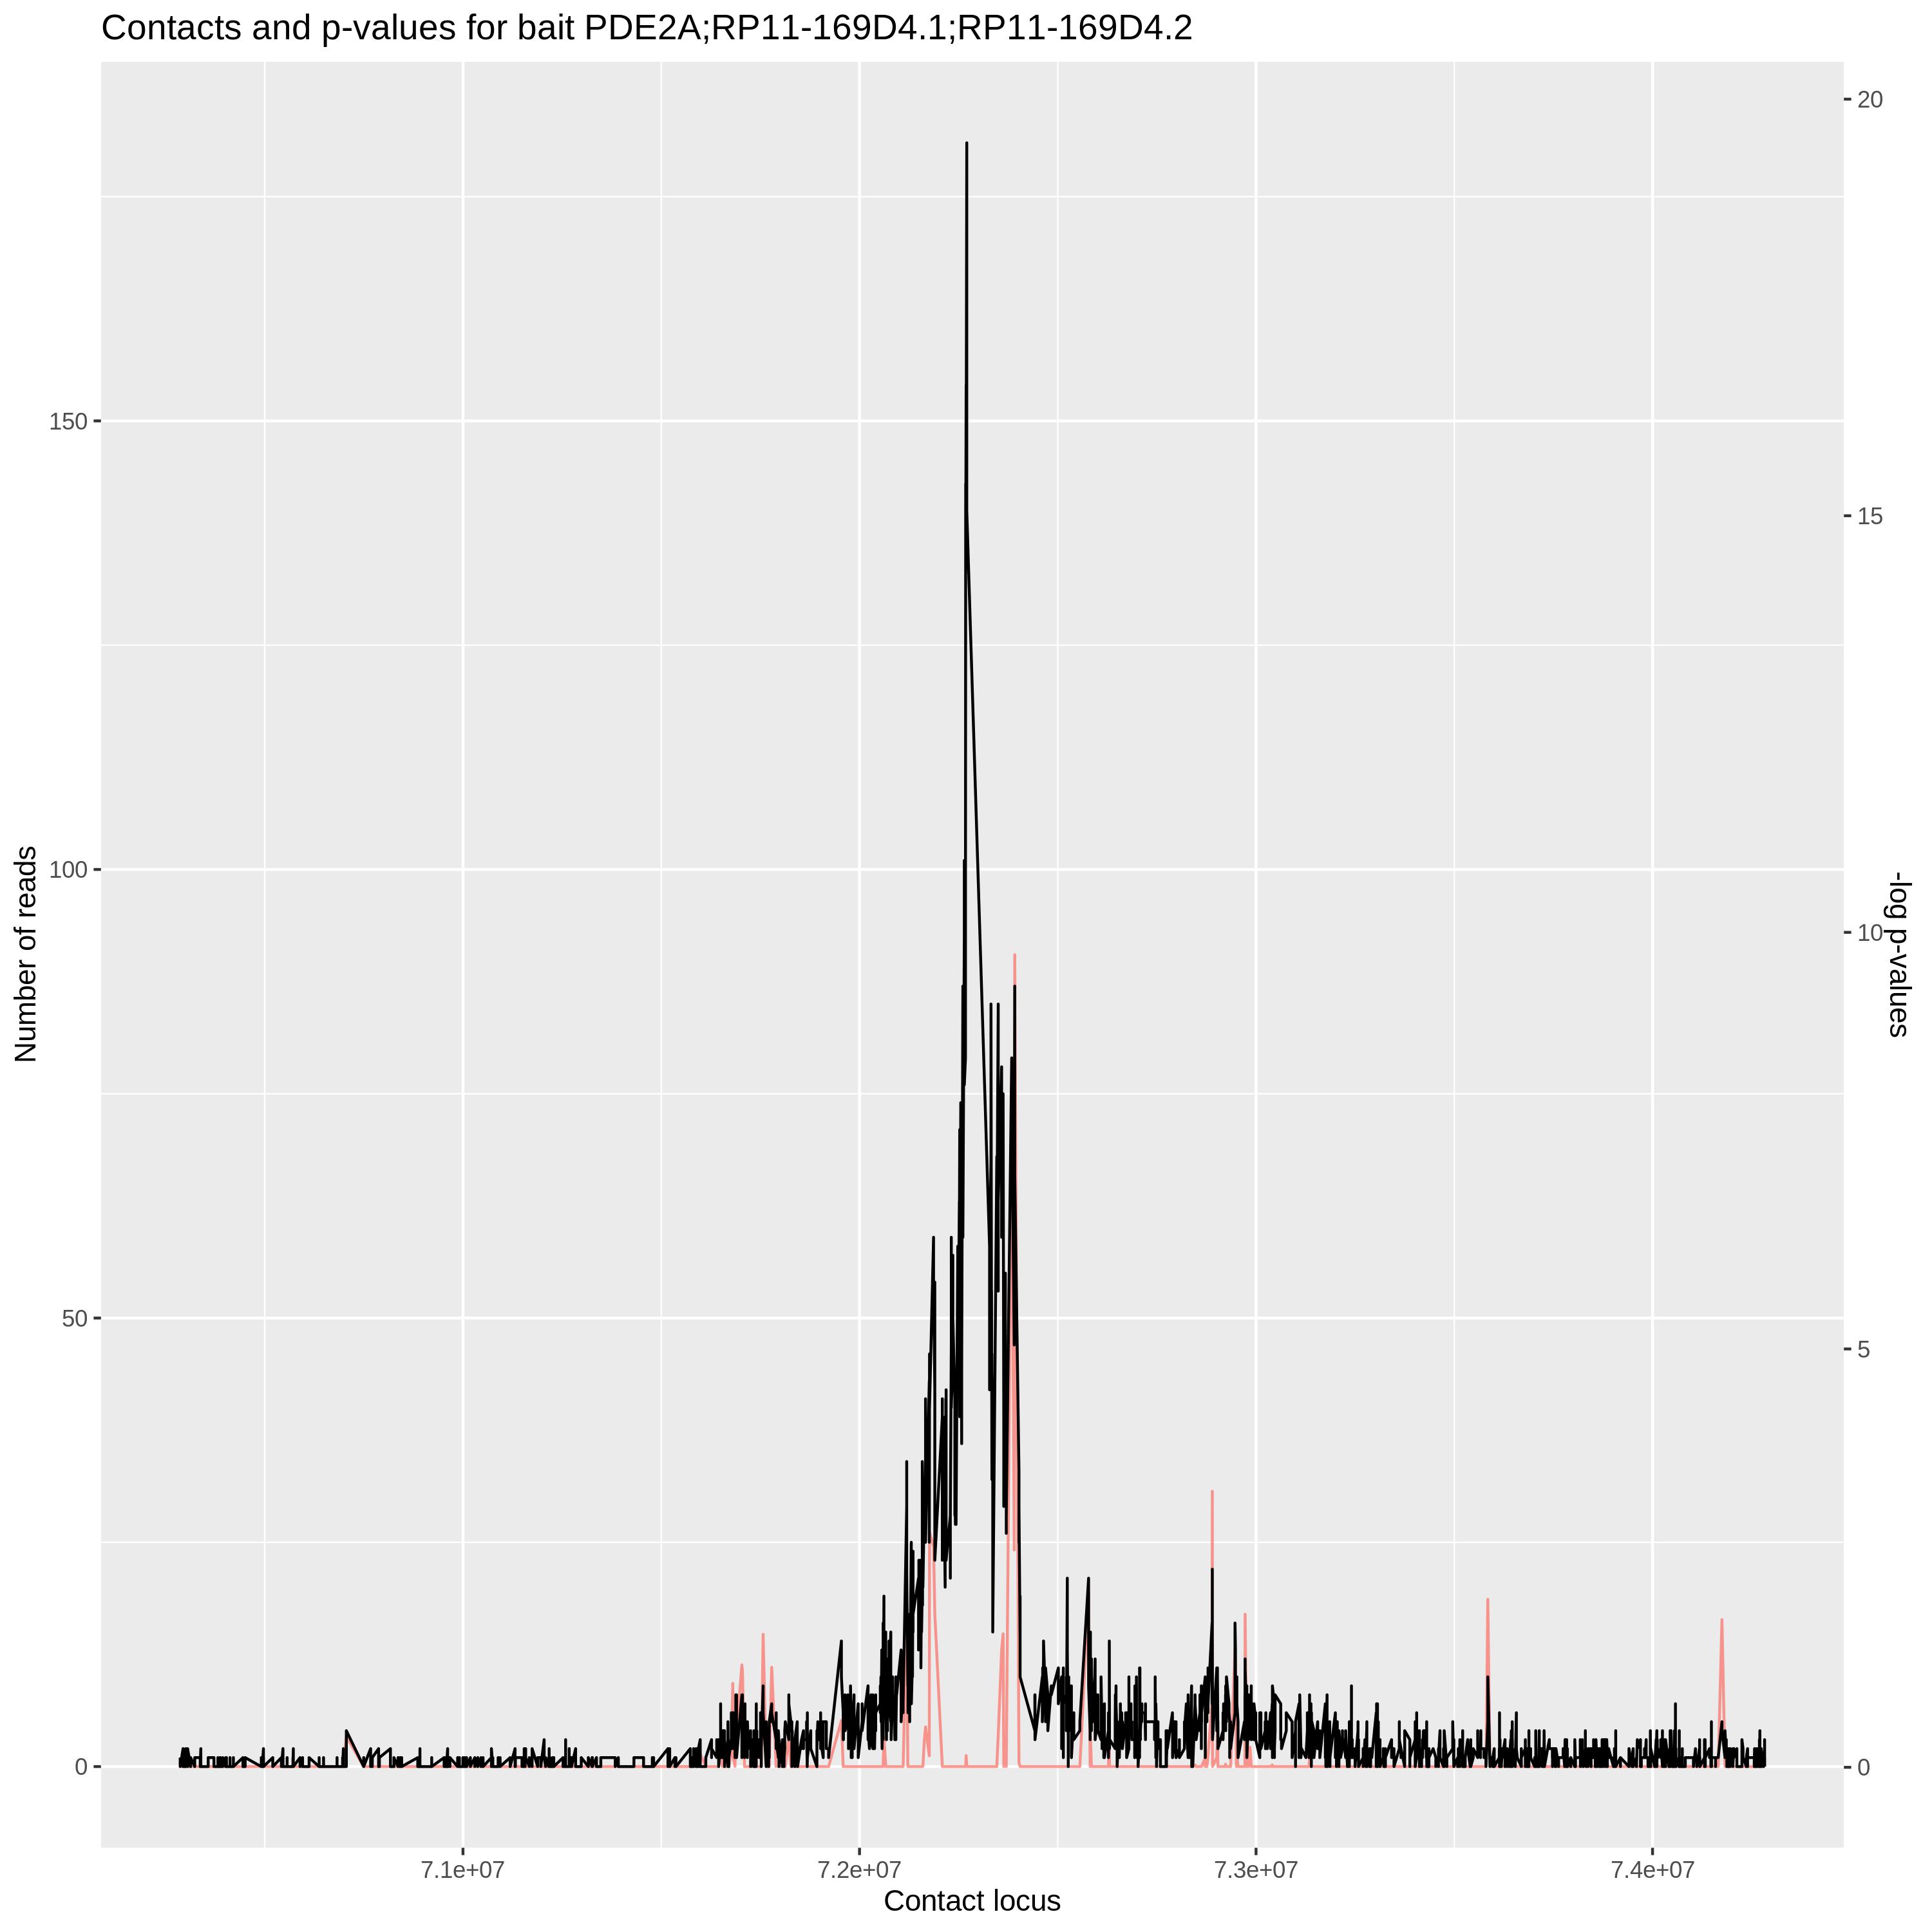 Contacts and p-values for bait PDE2A;RP11-169D4.1;RP11-169D4.2
20
150
15
100
10
50
5
0
0
Number of reads
-log p-values
7.1e+07
7.2e+07
7.3e+07
7.4e+07
Contact locus